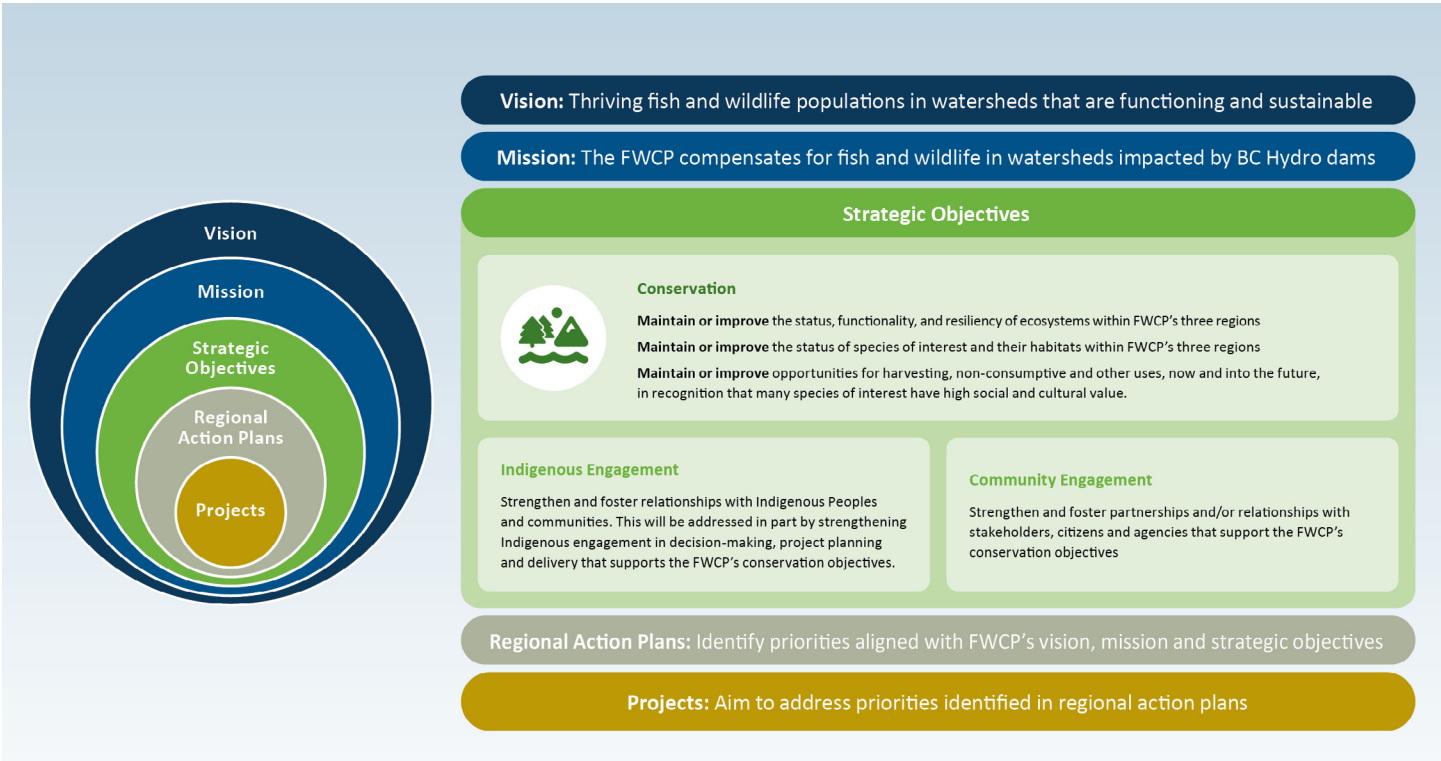 Vision
Mission
Strategic
Objectives
Regional
Action Plans
Projects
Vision: Thriving fish and wildlife populations in watersheds that are functioning and sustainable
Mission: The FWCP compensates for fish and wildlife in watersheds impacted by BC Hydro dams
Strategic Objectives
Conservation
Maintain or improve the status, functionality, and resiliency of ecosystems within FWCP's three regions
Maintain or improve the status of species of interest and their habitats within FWCP's three regions
Maintain or improve opportunities for harvesting, non-consumptive and other uses, now and into the future,
in recognition that many species of interest have high social and cultural value.
Indigenous Engagement
Strengthen and foster relationships with Indigenous Peoples
and communities. This will be addressed in part by strengthening
Indigenous engagement in decision-making, project planning
and delivery that supports the FWCP's conservation objectives.
Community Engagement
Strengthen and foster partnerships and/or relationships with
stakeholders, citizens and agencies that support the FWCP's
conservation objectives
Regional Action Plans: Identify priorities aligned with FWCP's vision, mission and strategic objectives
Projects: Aim to address priorities identified in regional action plans